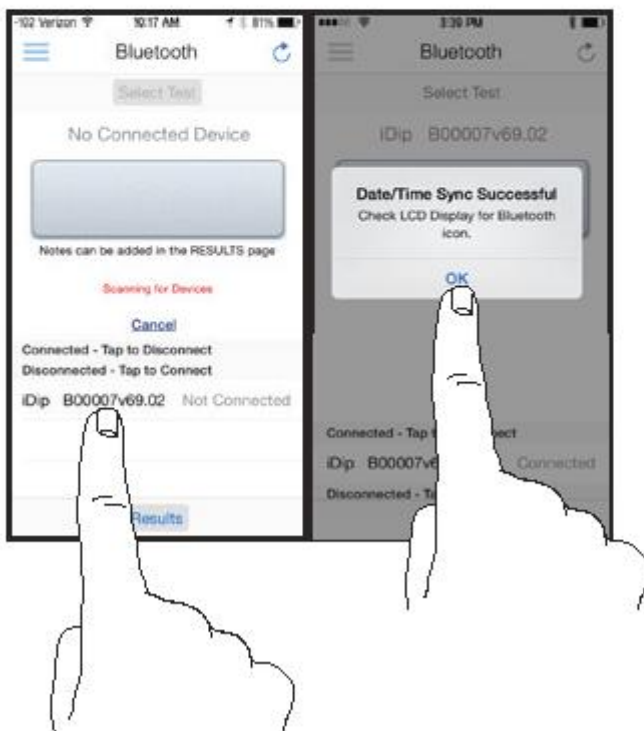 -102 Verizon 10:17 AM 81%
Bluetooth
Select Test
No Connected Device
Notes can be added in the RESULTS page
Scanning for Devices
Cancel
Connected - Tap to Disconnect
Disconnected - Tap to Connect
iDip B00007v69.02 Not Connected
Results
3:39 PM
Bluetooth
Select Test
iDip B00007v69.02
Date/Time Sync Successful
Check LCD Display for Bluetooth
icon.
OK
Connected - Tap t ect
iDip B00007v6 Connected
Disconnected - Ta